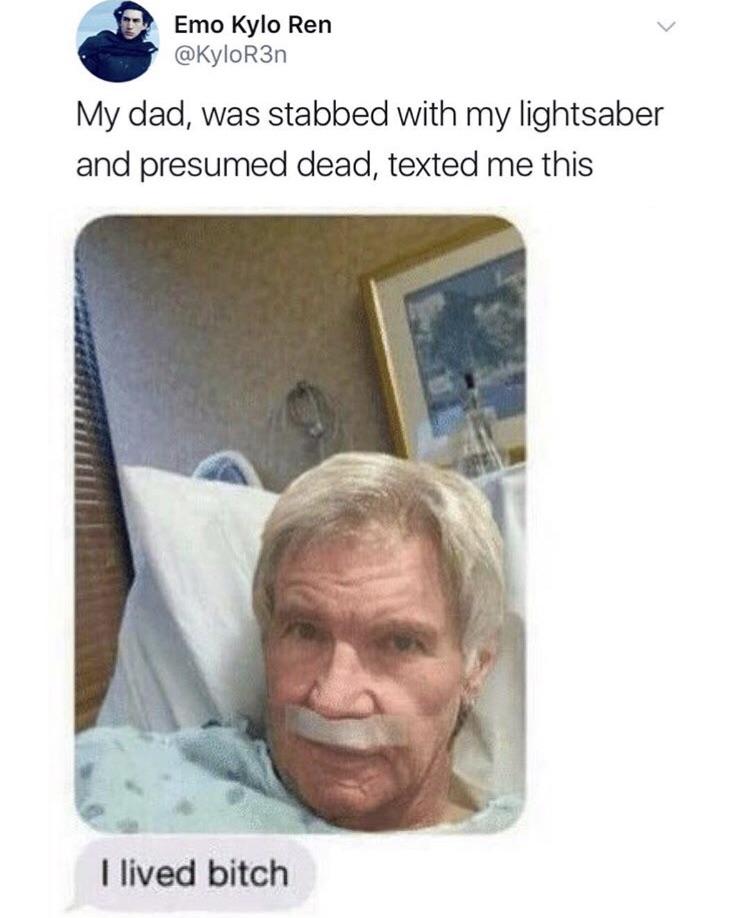 Emo Kylo Ren
@KyloR3n
My dad, was stabbed with my lightsaber
and presumed dead, texted me this
I lived bitch